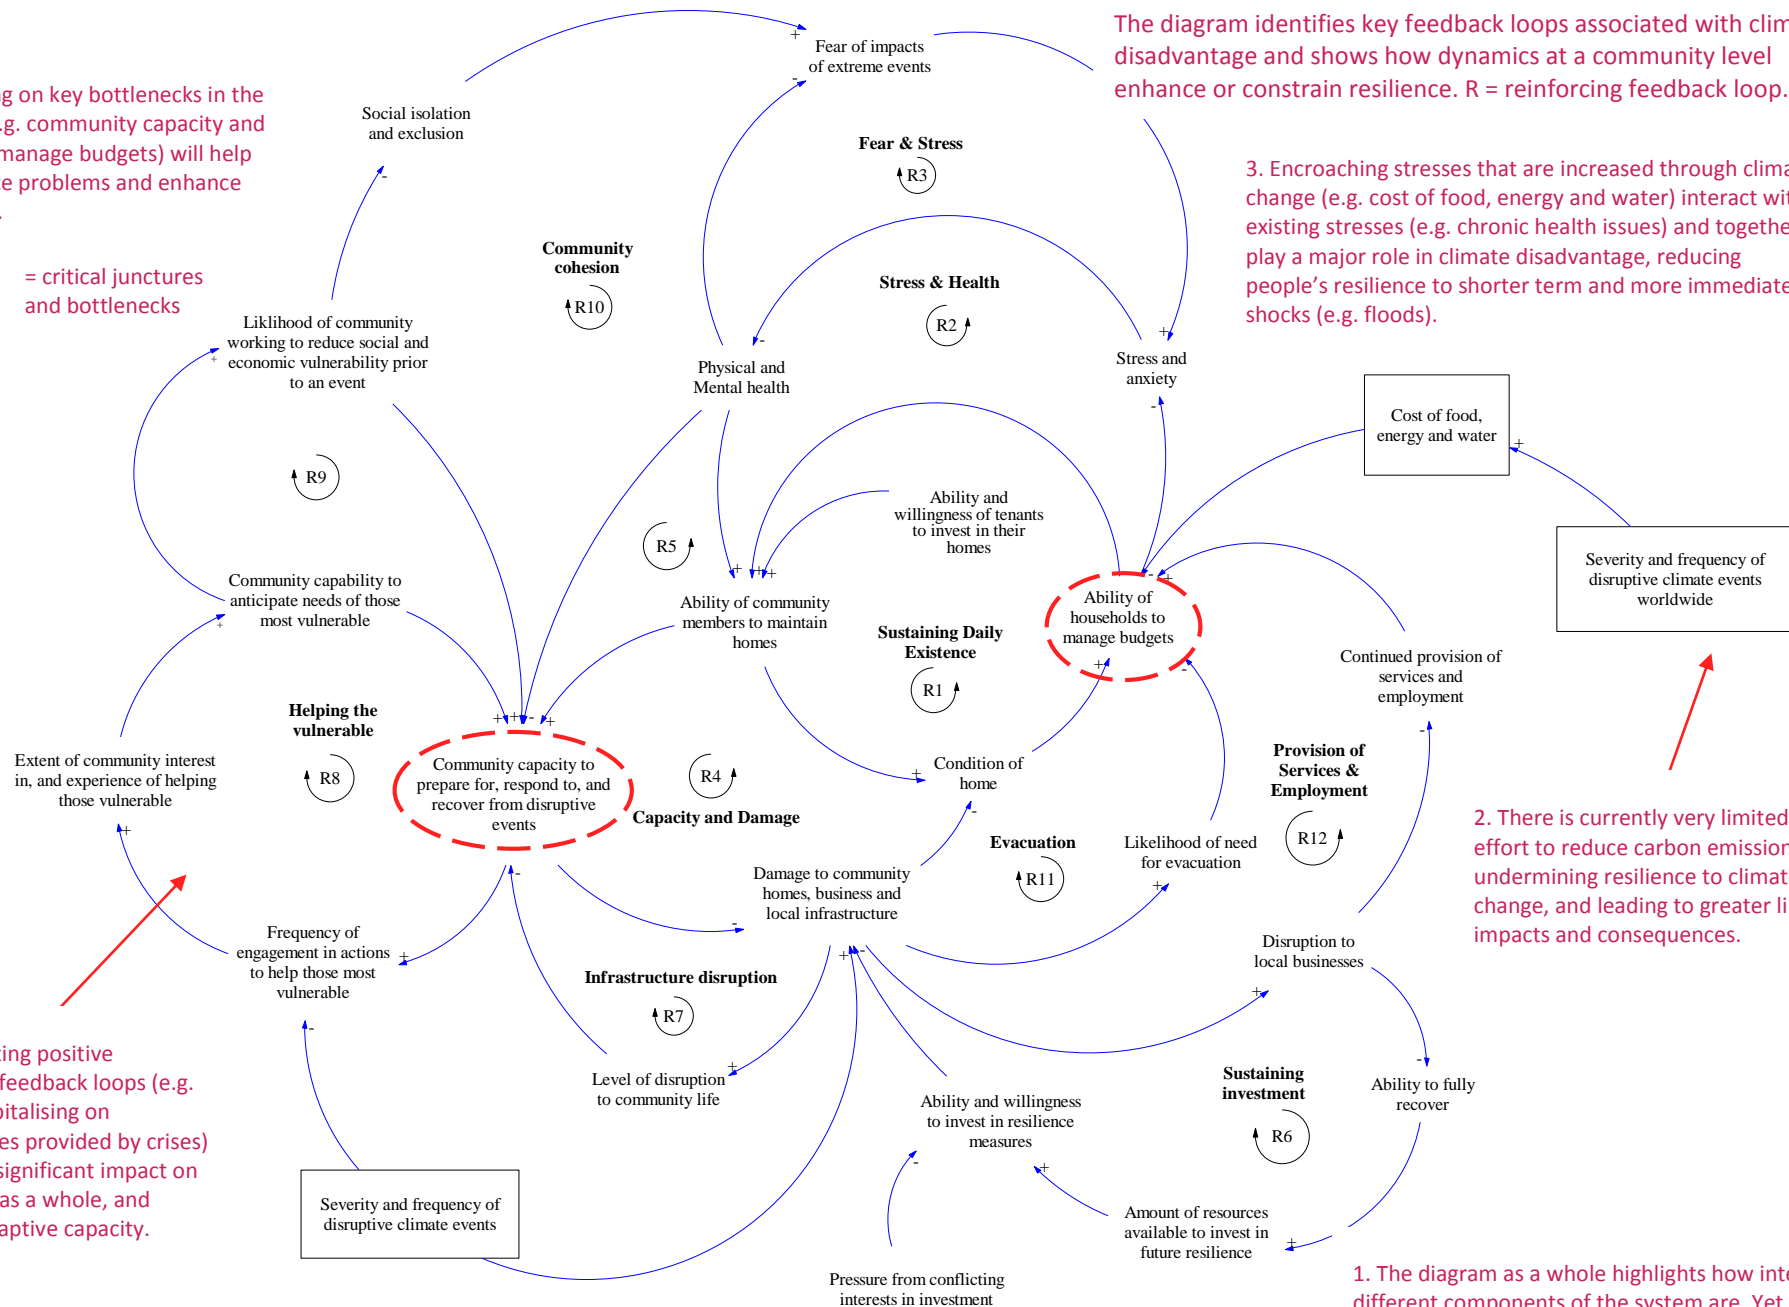 The diagram identifies key feedback loops associated with clim
disadvantage and shows how dynamics at a community level
enhance or constrain resilience. R = reinforcing feedback loop.
g on key bottlenecks in the
.g. community capacity and
manage budgets) will help
te problems and enhance
.
= critical junctures
and bottlenecks
3. Encroaching stresses that are increased through clima
change (e.g. cost of food, energy and water) interact wit
existing stresses (e.g. chronic health issues) and togethe
play a major role in climate disadvantage, reducing
people's resilience to shorter term and more immediate
shocks (e.g. floods).
Fear of impacts
of extreme events
Social isolation
and exclusion
Fear & Stress
R3
Community
cohesion
R10
Stress & Health
R2
Liklihood of community
working to reduce social and
economic vulnerability prior
to an event
Physical and
Mental health
Stress and
anxiety
Cost of food,
energy and water
R9
R5
Ability and
willingness of tenants
to invest in their
homes
Severity and frequency of
disruptive climate events
worldwide
Community capability to
anticipate needs of those
most vulnerable
Ability of community
members to maintain
homes
Ability of
households to
manage budgets
Sustaining Daily
Existence
R1
Continued provision of
services and
employment
Helping the
vulnerable
R8
Extent of community interest
in, and experience of helping
those vulnerable
Community capacity to
prepare for, respond to, and
recover from disruptive
events
R4
Capacity and Damage
Condition of
home
Provision of
Services &
Employment
R12
2. There is currently very limited
effort to reduce carbon emission
undermining resilience to climat
change, and leading to greater li
impacts and consequences.
Evacuation
R11
Likelihood of need
for evacuation
Damage to community
homes, business and
local infrastructure
Frequency of
engagement in actions
to help those most
vulnerable
Disruption to
local businesses
Infrastructure disruption
R7
Level of disruption
to community life
Ability and willingness
to invest in resilience
measures
Sustaining
investment
R6
Ability to fully
recover
ting positive
feedback loops (e.g.
pitalising on
es provided by crises)
significant impact on
as a whole, and
aptive capacity.
Severity and frequency of
disruptive climate events
Amount of resources
available to invest in
future resilience
Pressure from conflicting
interests in investment
1. The diagram as a whole highlights how inte
different components of the system are. Yet